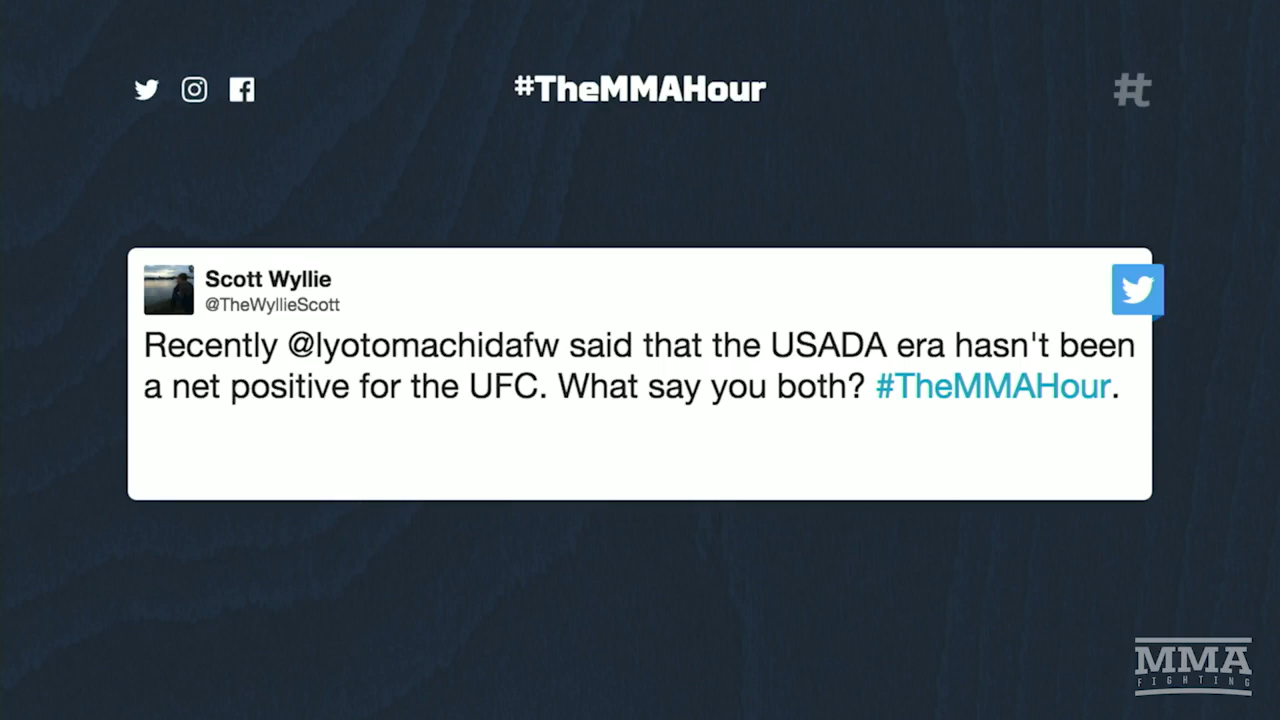 #TheMMAHour
Scott Wyllie
@TheWyllieScott
Recently @lyotomachidafw said that the USADA era hasn't been
a net positive for the UFC. What say you both? #TheMMAHour.
MMA
FIGHTING